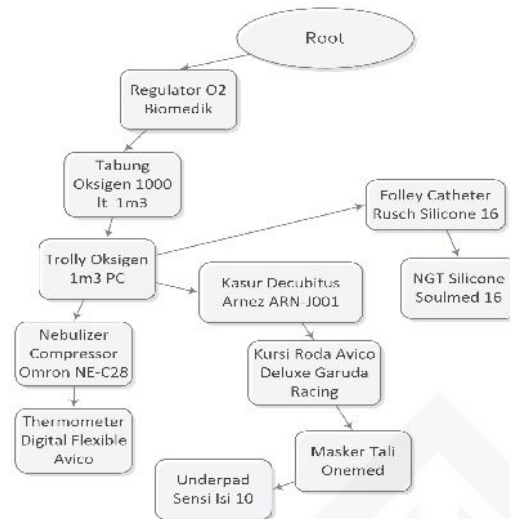 Root
Regulator O2
Biomedik
Tabung
Oksigen 1000
lt 1m3
Folley Catheter
Rusch Silicone 16
Trolly Oksigen
1m3 PC
Kasur Decubitus
Arnez ARN-J001
NGT Silicone
Soulmed 16
Nebulizer
Compressor
Omron NE-C28
Kursi Roda Avico
Deluxe Garuda
Racing
Thermometer
Digital Flexible
Avico
Masker Tali
Onemed
Underpad
Sensi Isi 10